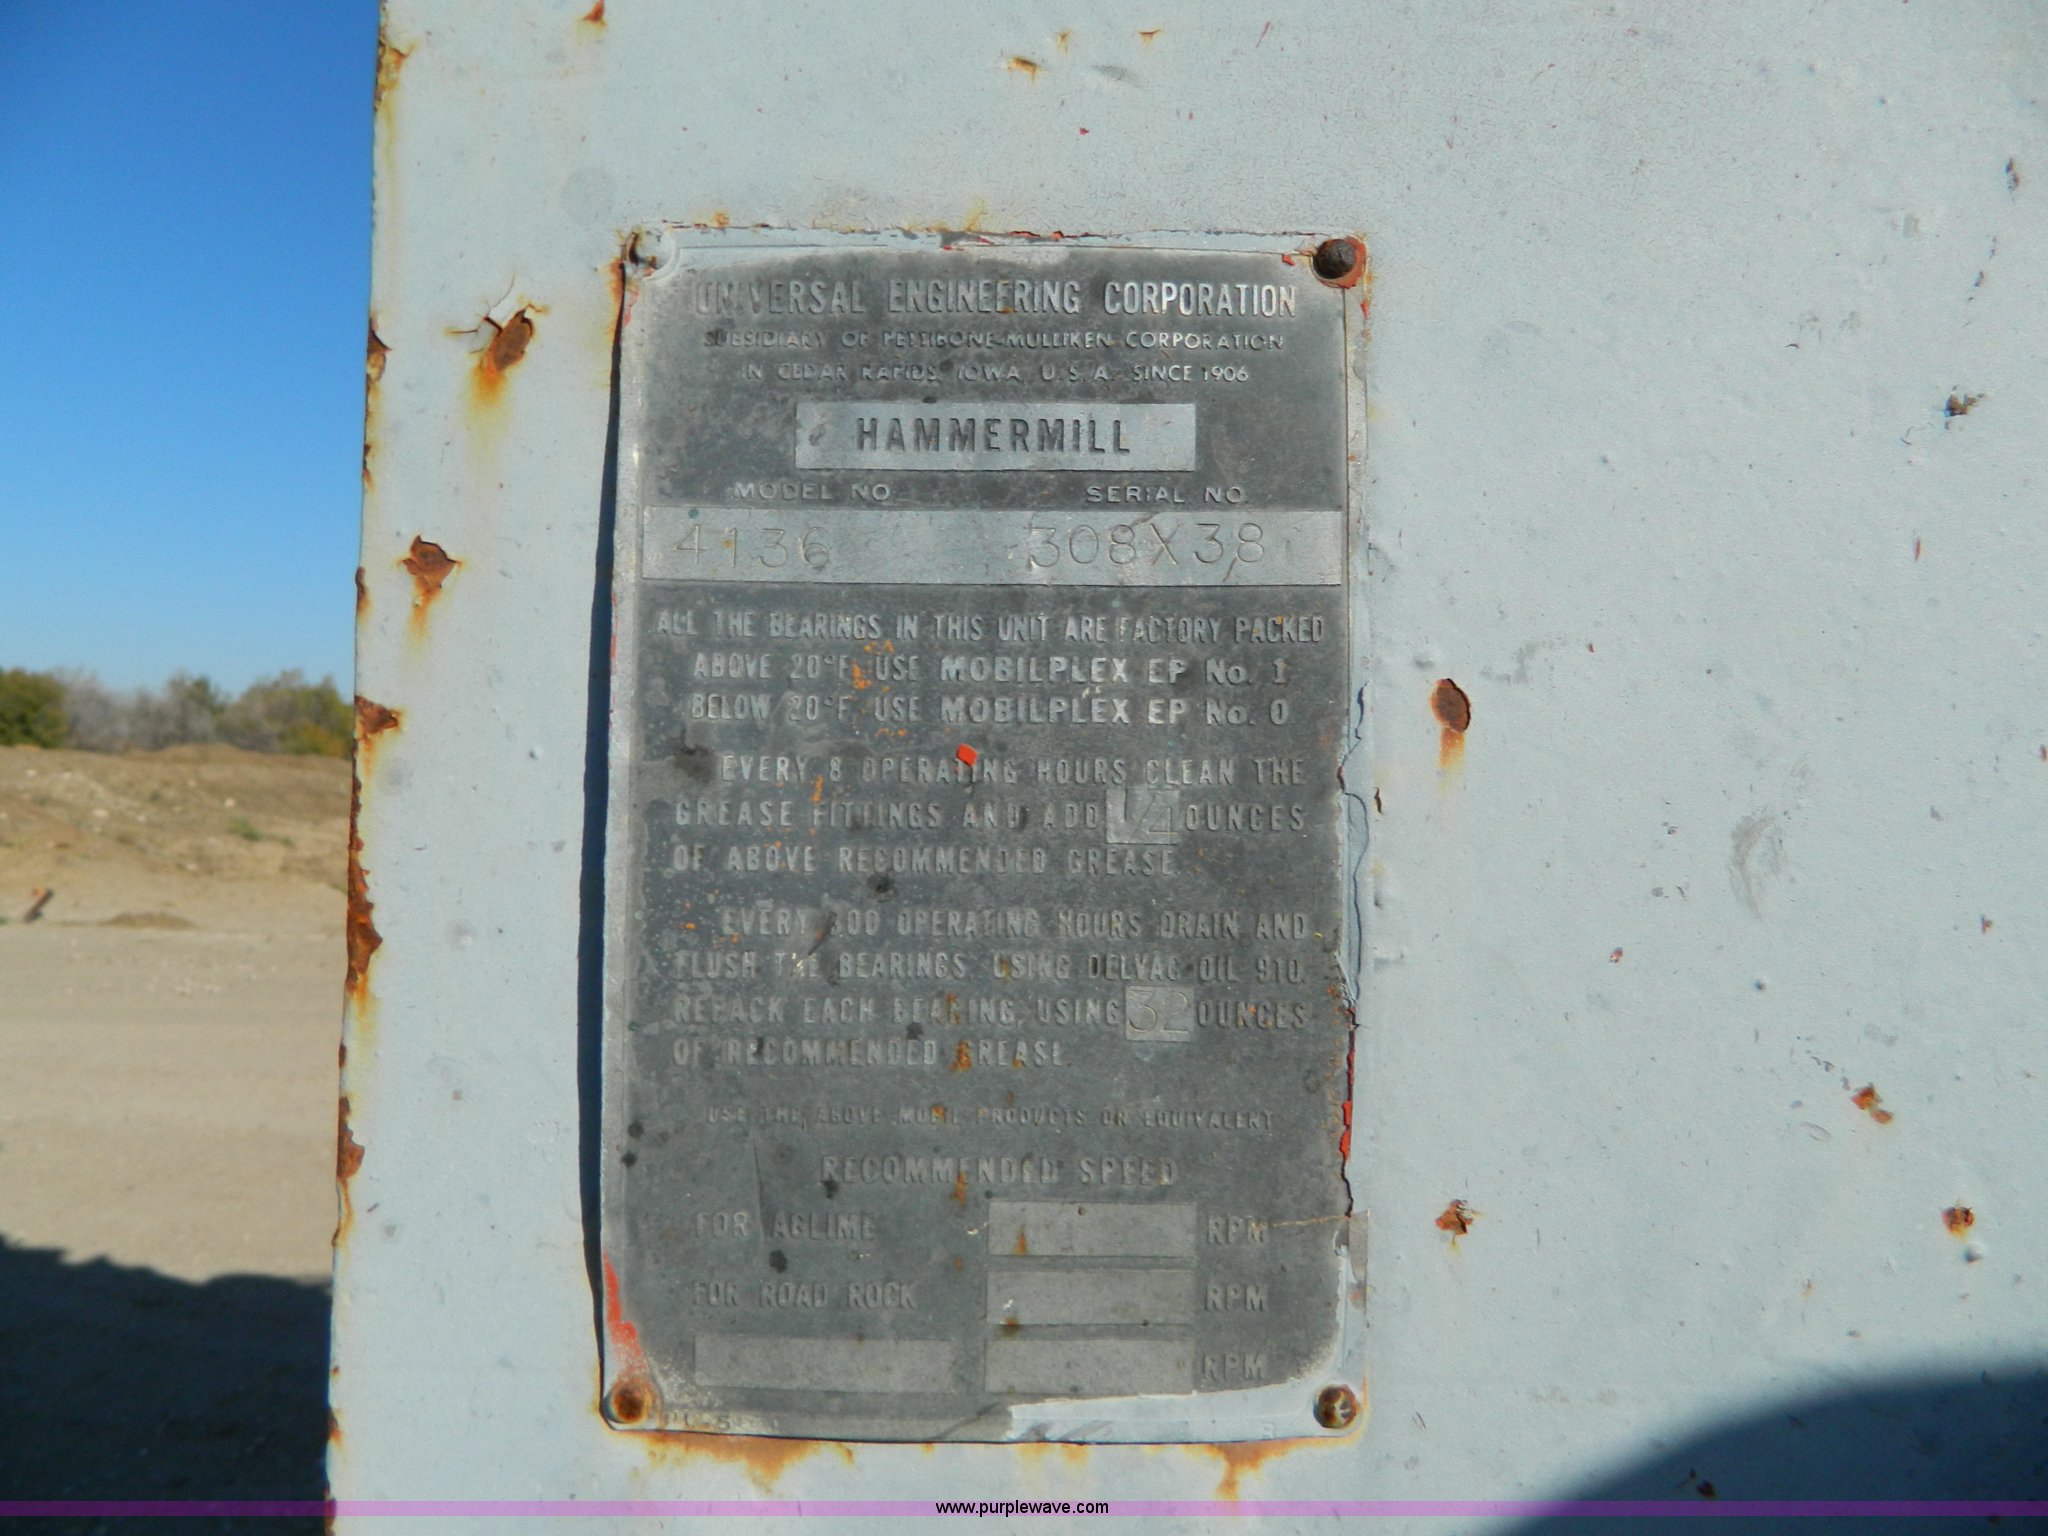 UNIVERSAL ENGINEERING CORPORATION
SUBSIDIARY OF PETTIBONE-MULLIKEN CORPORATION
IN CEDAR RAPIDS, IOWA, U.S.A. SINCE 1906
HAMMERMILL
MODEL NO. SERIAL NO.
4136 308X38
ALL THE BEARINGS IN THIS UNIT ARE FACTORY PACKED
ABOVE 20°F. USE MOBILPLEX EP No. 1
BELOW 20°F. USE MOBILPLEX EP No. 0
EVERY 8 OPERATING HOURS CLEAN THE
GREASE FITTINGS AND ADD 1/4 OUNCES
OF ABOVE RECOMMENDED GREASE.
EVERY OPERATING HOURS DRAIN AND
FLUSH THE BEARINGS, USING DELVAC OIL 910.
REPACK EACH BEARING, USING 32 OUNCES
OF RECOMMENDED GREASE.
USE THE ABOVE MOBIL PRODUCTS OR EQUIVALENT
RECOMMENDED SPEED
FOR AGLIME RPM
FOR ROAD ROCK RPM
RPM
www.purplewave.com